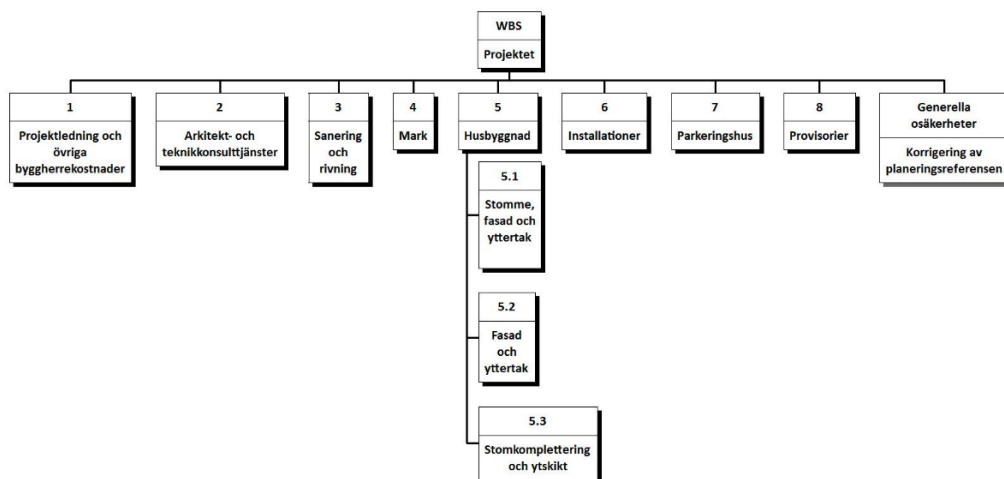 WBS
Projektet
1
Projektledning och
övriga
byggherrekostnader
2
Arkitekt- och
teknikkonsulttjänster
3
Sanering
och
rivning
4
Mark
5
Husbyggnad
6
Installationer
7
Parkeringshus
8
Provisorier
Generella
osäkerheter
Korrigering av
planeringsreferensen
5.1
Stomme,
fasad och
yttertak
5.2
Fasad
och
yttertak
5.3
Stomkomplettering
och ytskikt